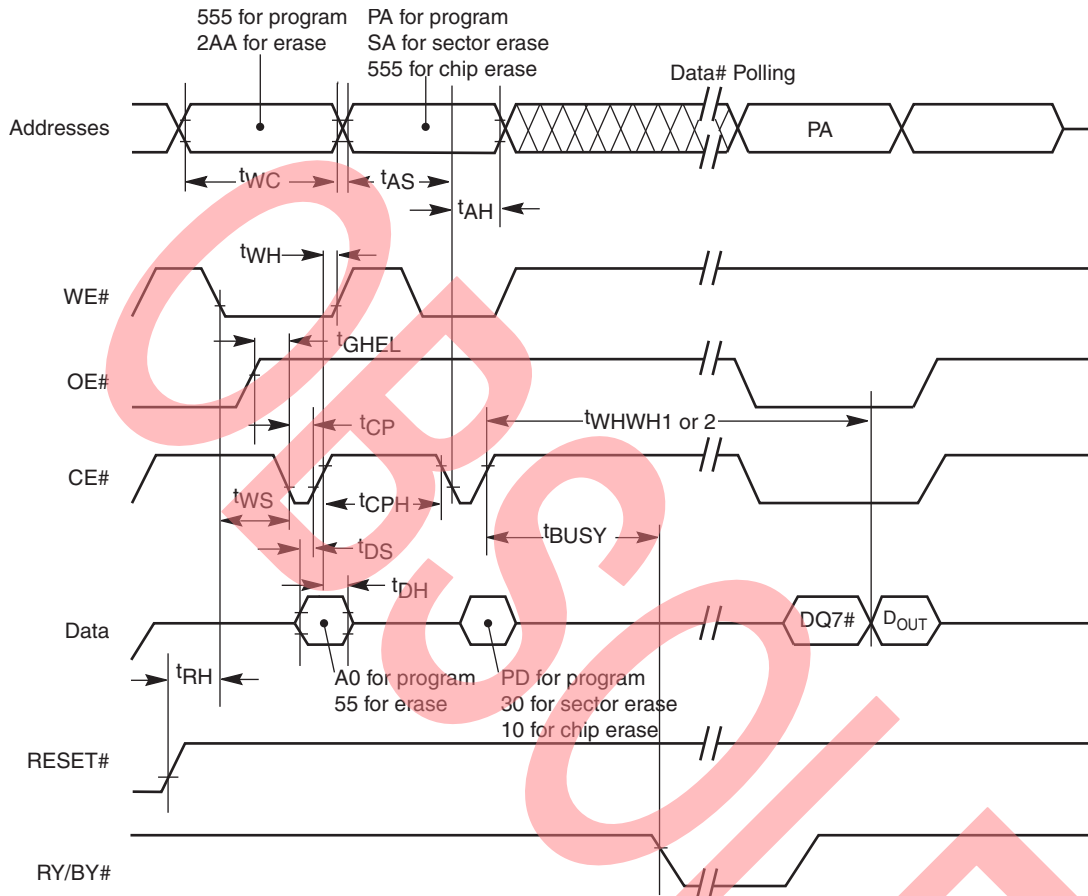 555 for program
2AA for erase
PA for program
SA for sector erase
555 for chip erase
Data# Polling
Addresses
PA
tWC
tAS
tAH
tWH
WE#
tGHEL
OE#
tWHWH1 or 2
tCP
CE#
tWS
tCPH
tBUSY
tDS
tDH
Data
DQ7#
DOUT
tRH
A0 for program
55 for erase
PD for program
30 for sector erase
10 for chip erase
RESET#
RY/BY#
OBSOLE